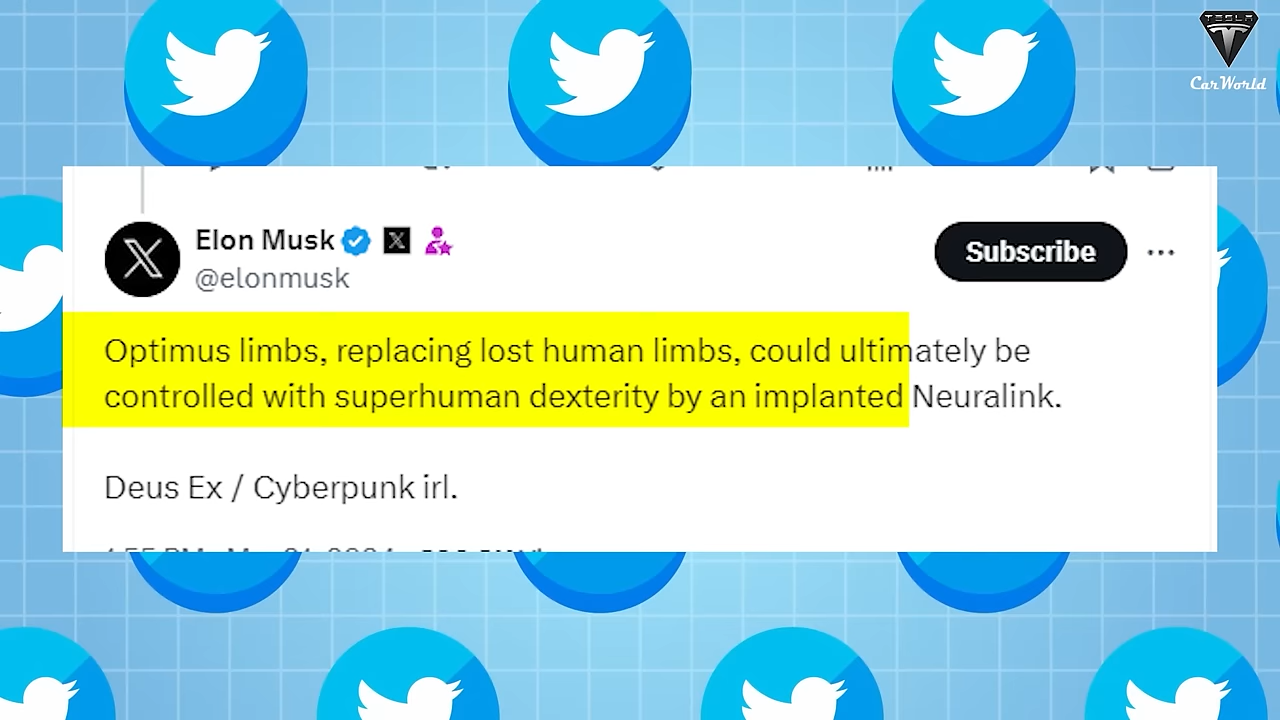 TESLA
CarWorld
Elon Musk
@elonmusk
Subscribe
Optimus limbs, replacing lost human limbs, could ultimately be
controlled with superhuman dexterity by an implanted Neuralink.
Deus Ex / Cyberpunk irl.